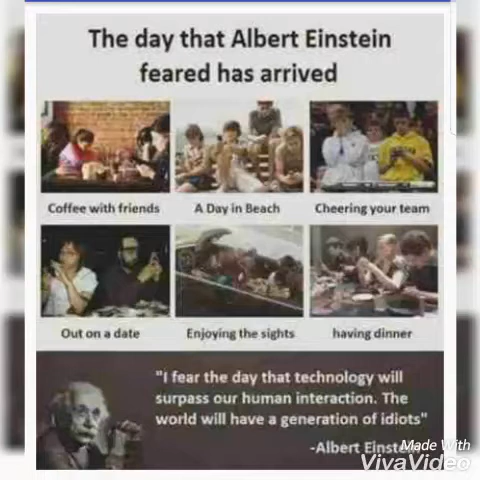 The day that Albert Einstein
feared has arrived
Coffee with friends
A Day in Beach
Cheering your team
Out on a date
Enjoying the sights
having dinner
"I fear the day that technology will
surpass our human interaction. The
world will have a generation of idiots"
-Albert Einstein
Made With
VivaVideo